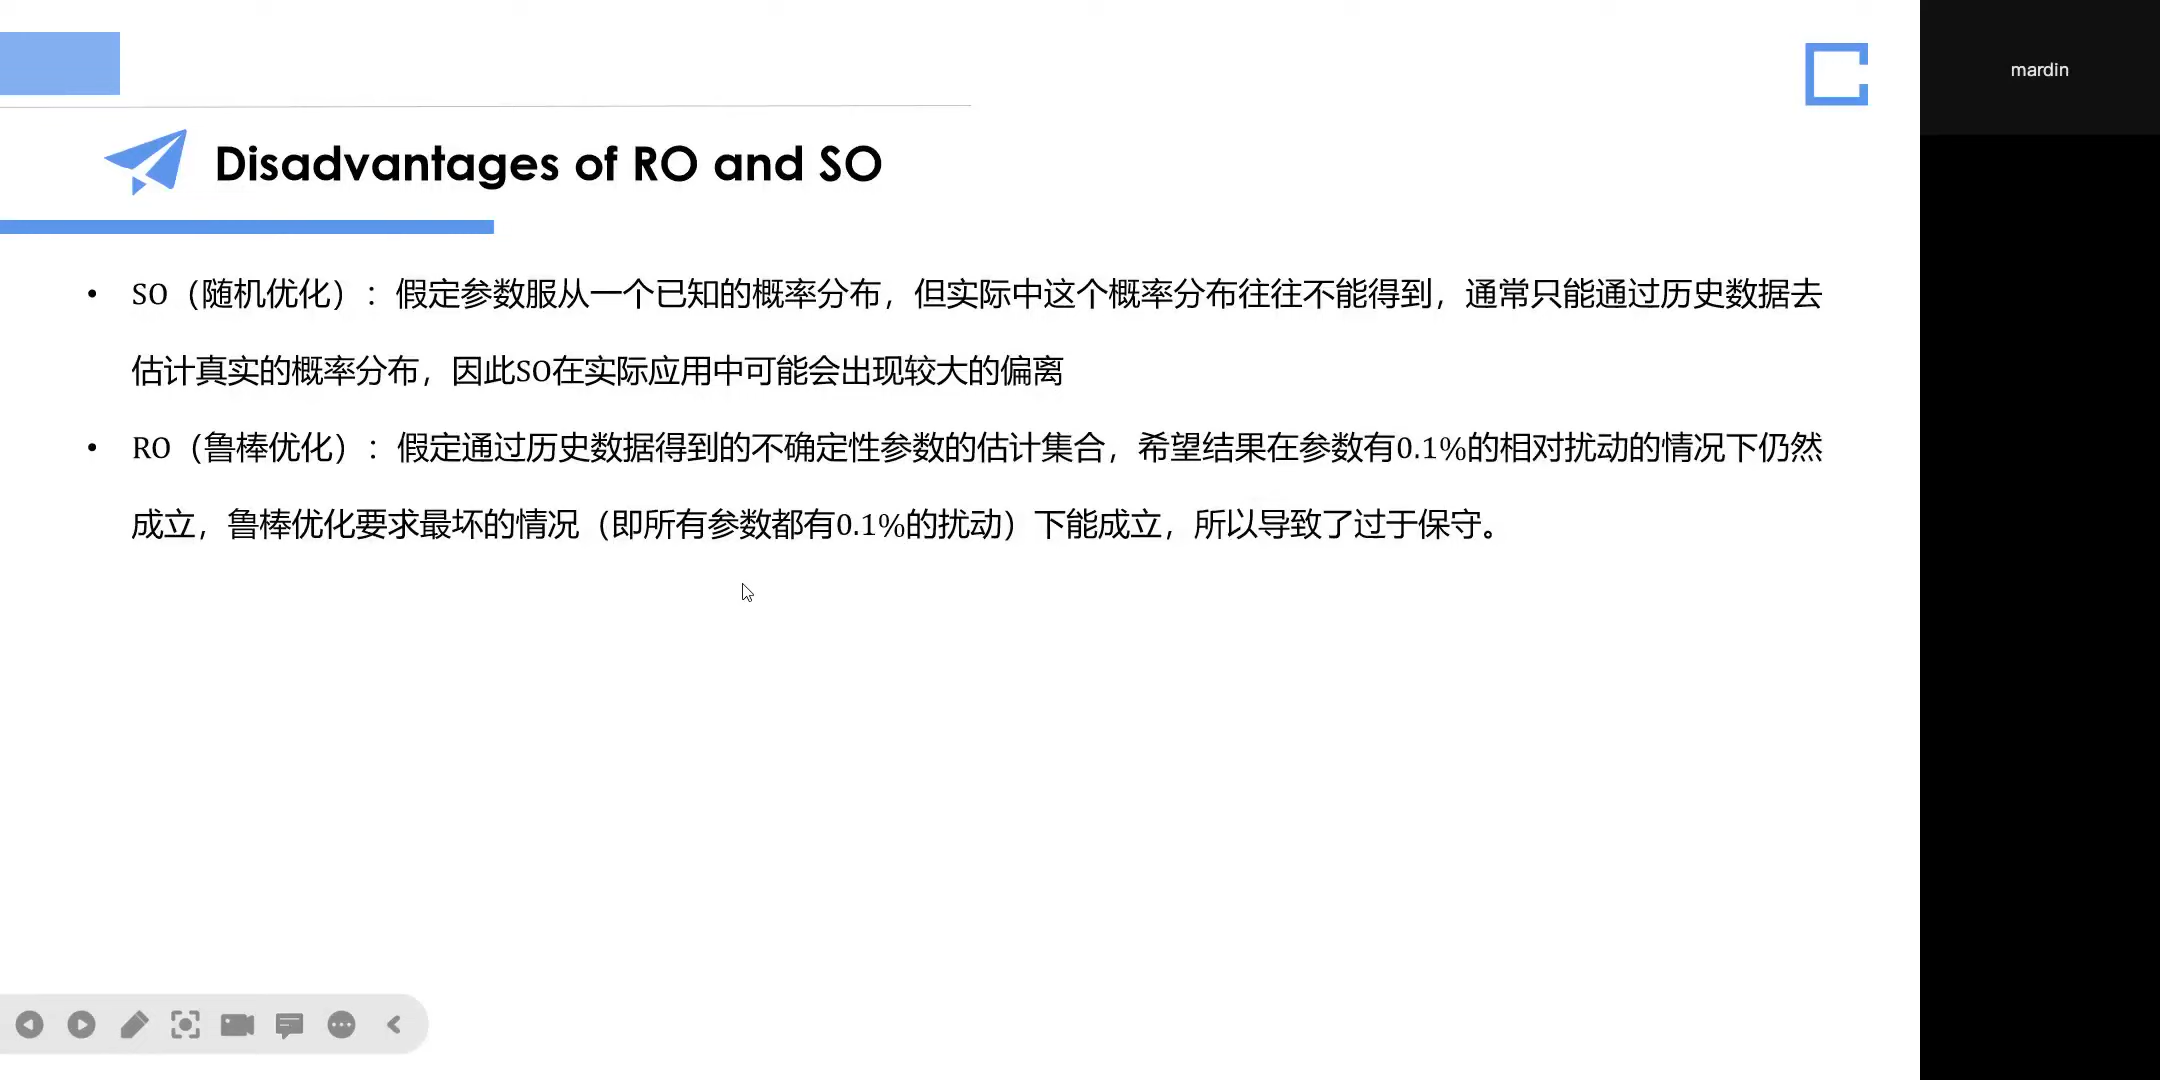 mardin
Disadvantages of RO and SO
• SO（随机优化）：假定参数服从一个已知的概率分布，但实际中这个概率分布往往不能得到，通常只能通过历史数据去
估计真实的概率分布，因此SO在实际应用中可能会出现较大的偏离
• RO（鲁棒优化）：假定通过历史数据得到的不确定性参数的估计集合，希望结果在参数有0.1%的相对扰动的情况下仍然
成立，鲁棒优化要求最坏的情况（即所有参数都有0.1%的扰动）下能成立，所以导致了过于保守。